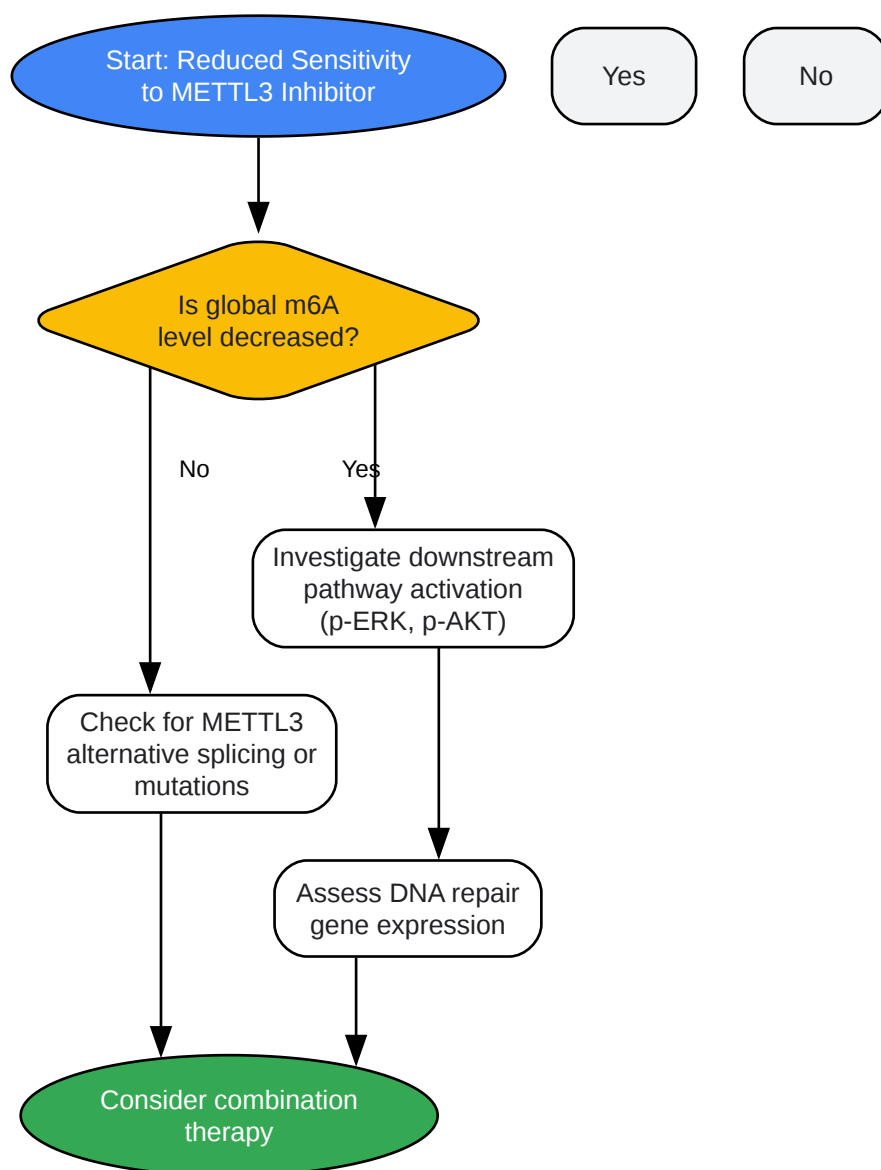 Start: Reduced Sensitivity
to METTL3 Inhibitor
Yes
No
Is global m6A
level decreased?
No
Yes
Investigate downstream
pathway activation
(p-ERK, p-AKT)
Check for METTL3
alternative splicing or
mutations
Assess DNA repair
gene expression
Consider combination
therapy